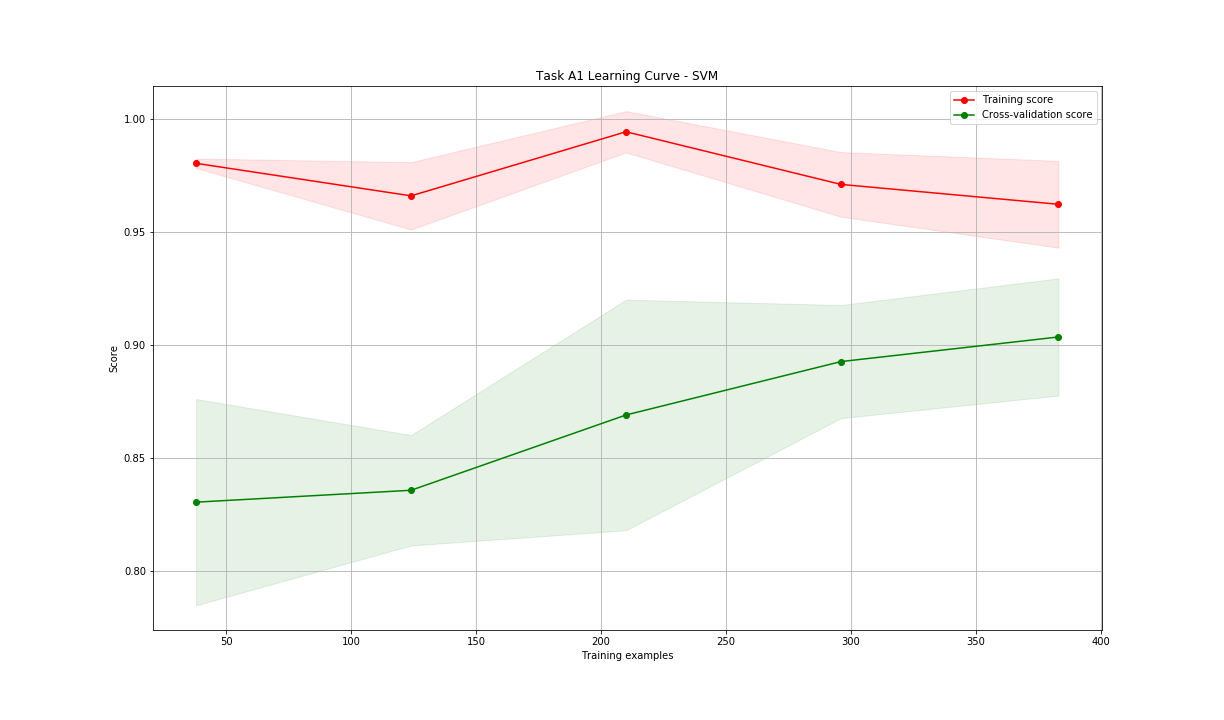 Task A1 Learning Curve - SVM
Training score
Cross-validation score
1.00
0.95
0.90
0.85
0.80
Score
50 100 150 200 250 300 350 400
Training examples